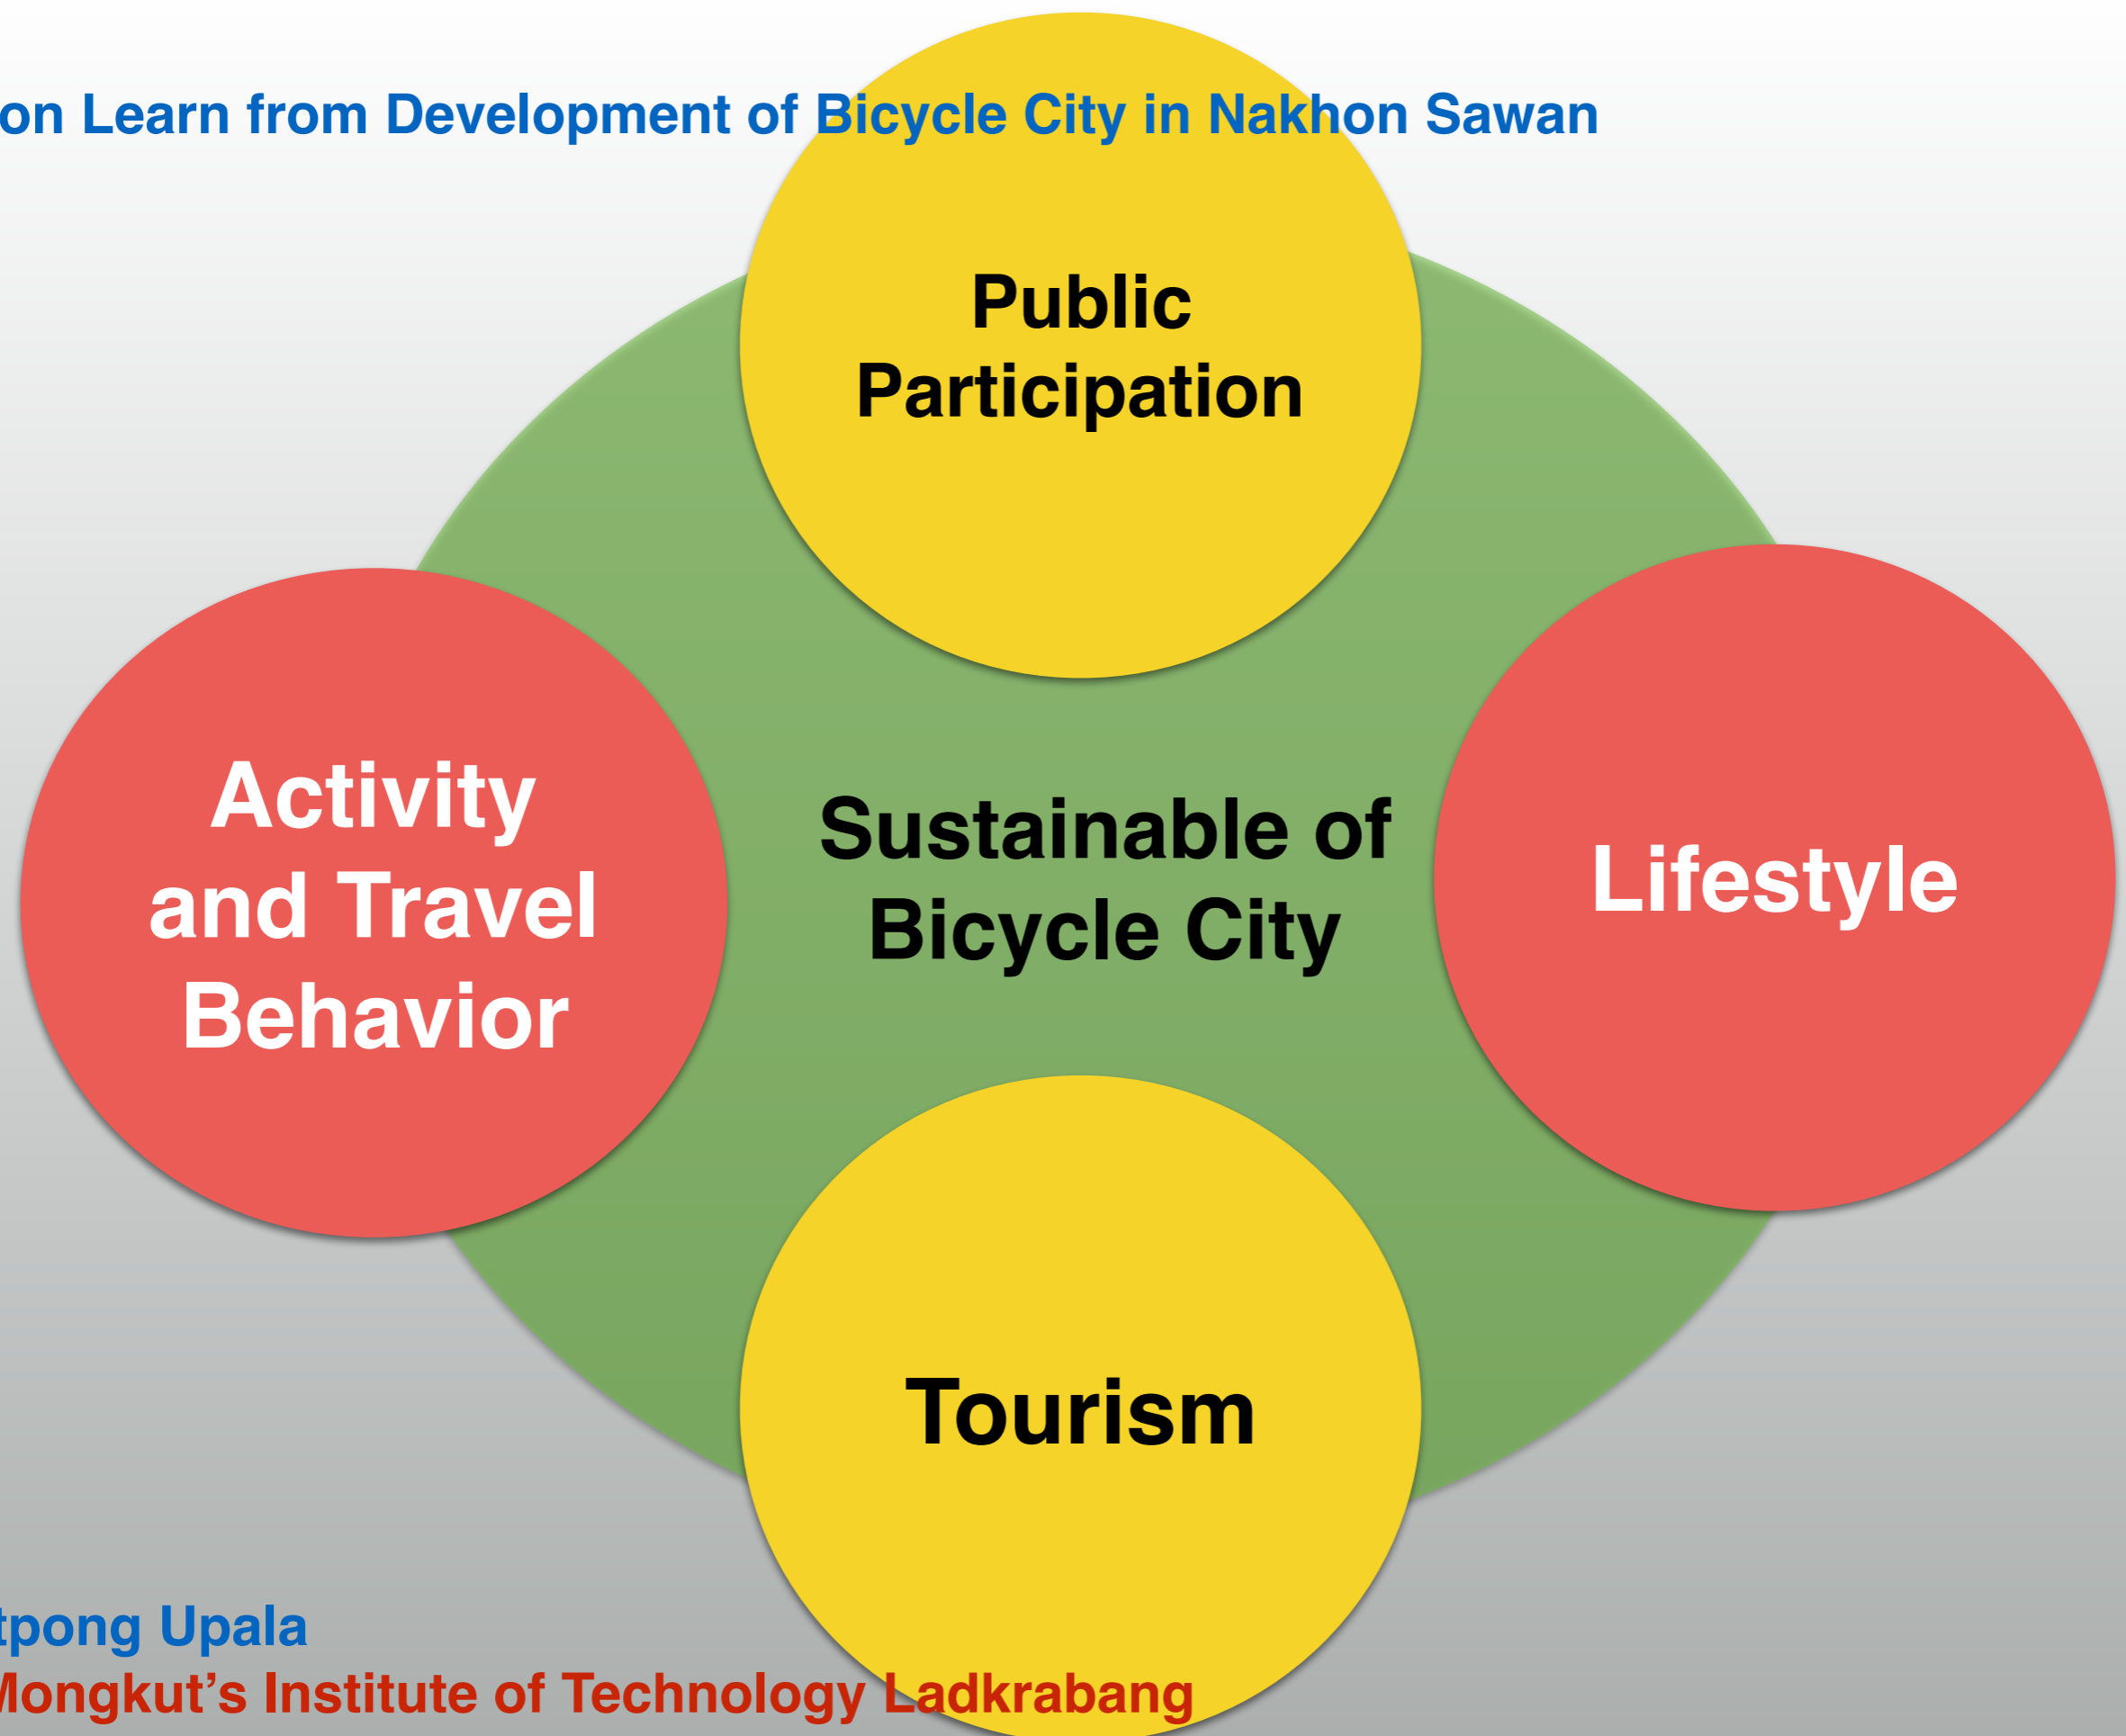 on Learn from Development of Bicycle City in Nakhon Sawan
Public
Participation
Activity
and Travel
Behavior
Sustainable of
Bicycle City
Lifestyle
Tourism
tpong Upala
Mongkut’s Institute of Technology Ladkrabang